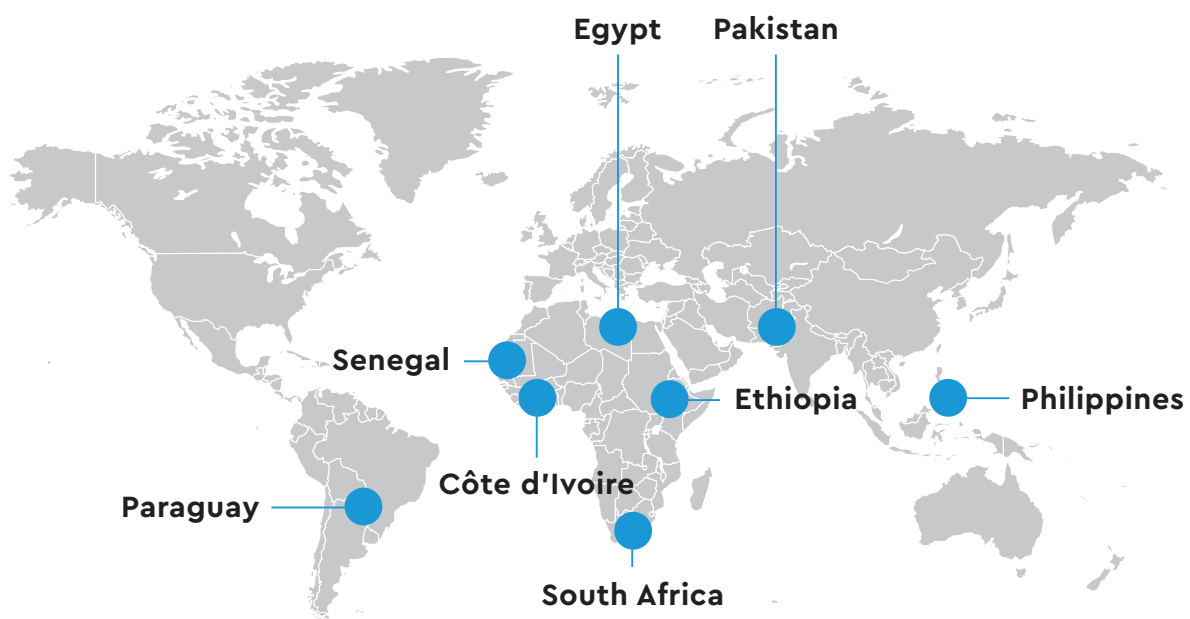 Egypt
Pakistan
Senegal
Ethiopia
Philippines
Côte d'Ivoire
Paraguay
South Africa